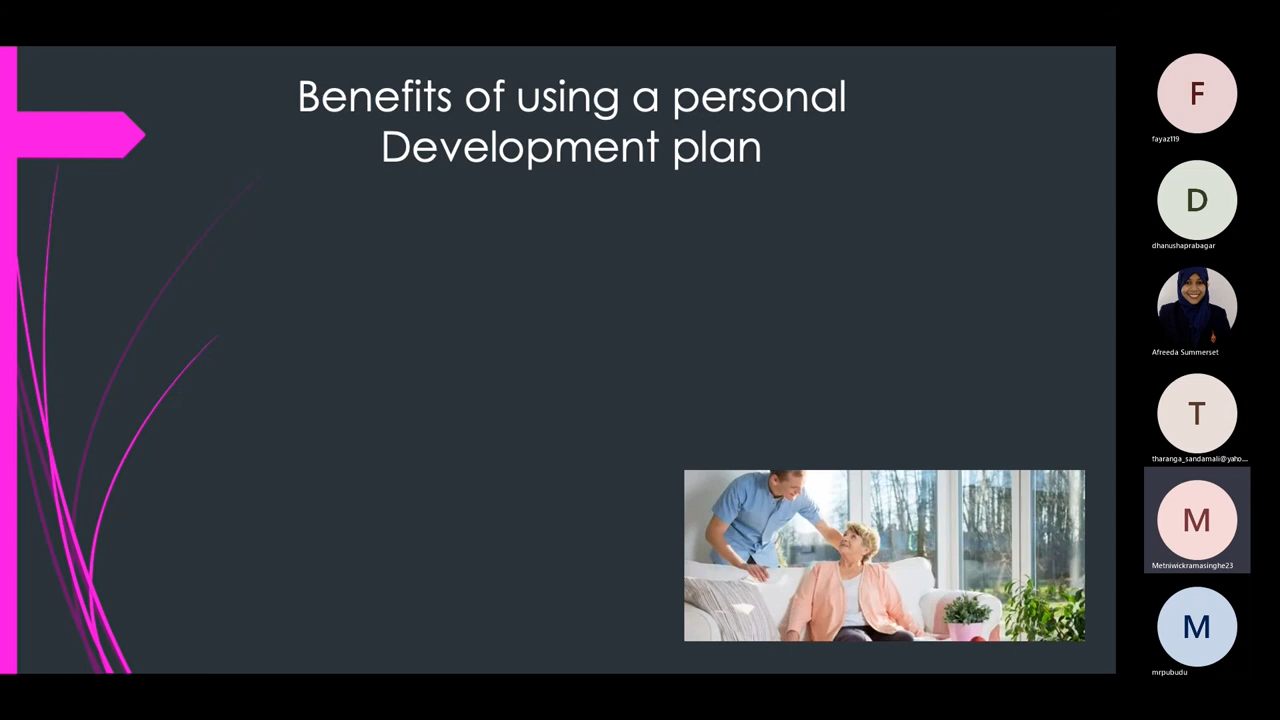 Benefits of using a personal
Development plan
F
fayaz119
D
dhanushaprabagar
Afreeda Summerset
T
tharanga_sandamali@yaho...
M
Metniwickramasinghe23
M
mrpubudu